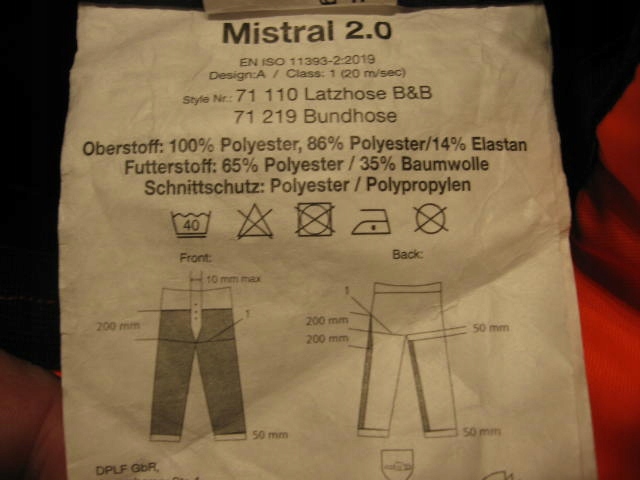 Mistral 2.0
EN ISO 11393-2:2019
Design:A / Class: 1 (20 m/sec)
Style Nr.: 71 110 Latzhose B&B
71 219 Bundhose
Oberstoff: 100% Polyester, 86% Polyester/14% Elastan
Futterstoff: 65% Polyester / 35% Baumwolle
Schnittschutz: Polyester / Polypropylen
40
Front:
Back:
10 mm max
1
200 mm
50 mm
1
200 mm
200 mm
50 mm
50 mm
DPLF GbR,